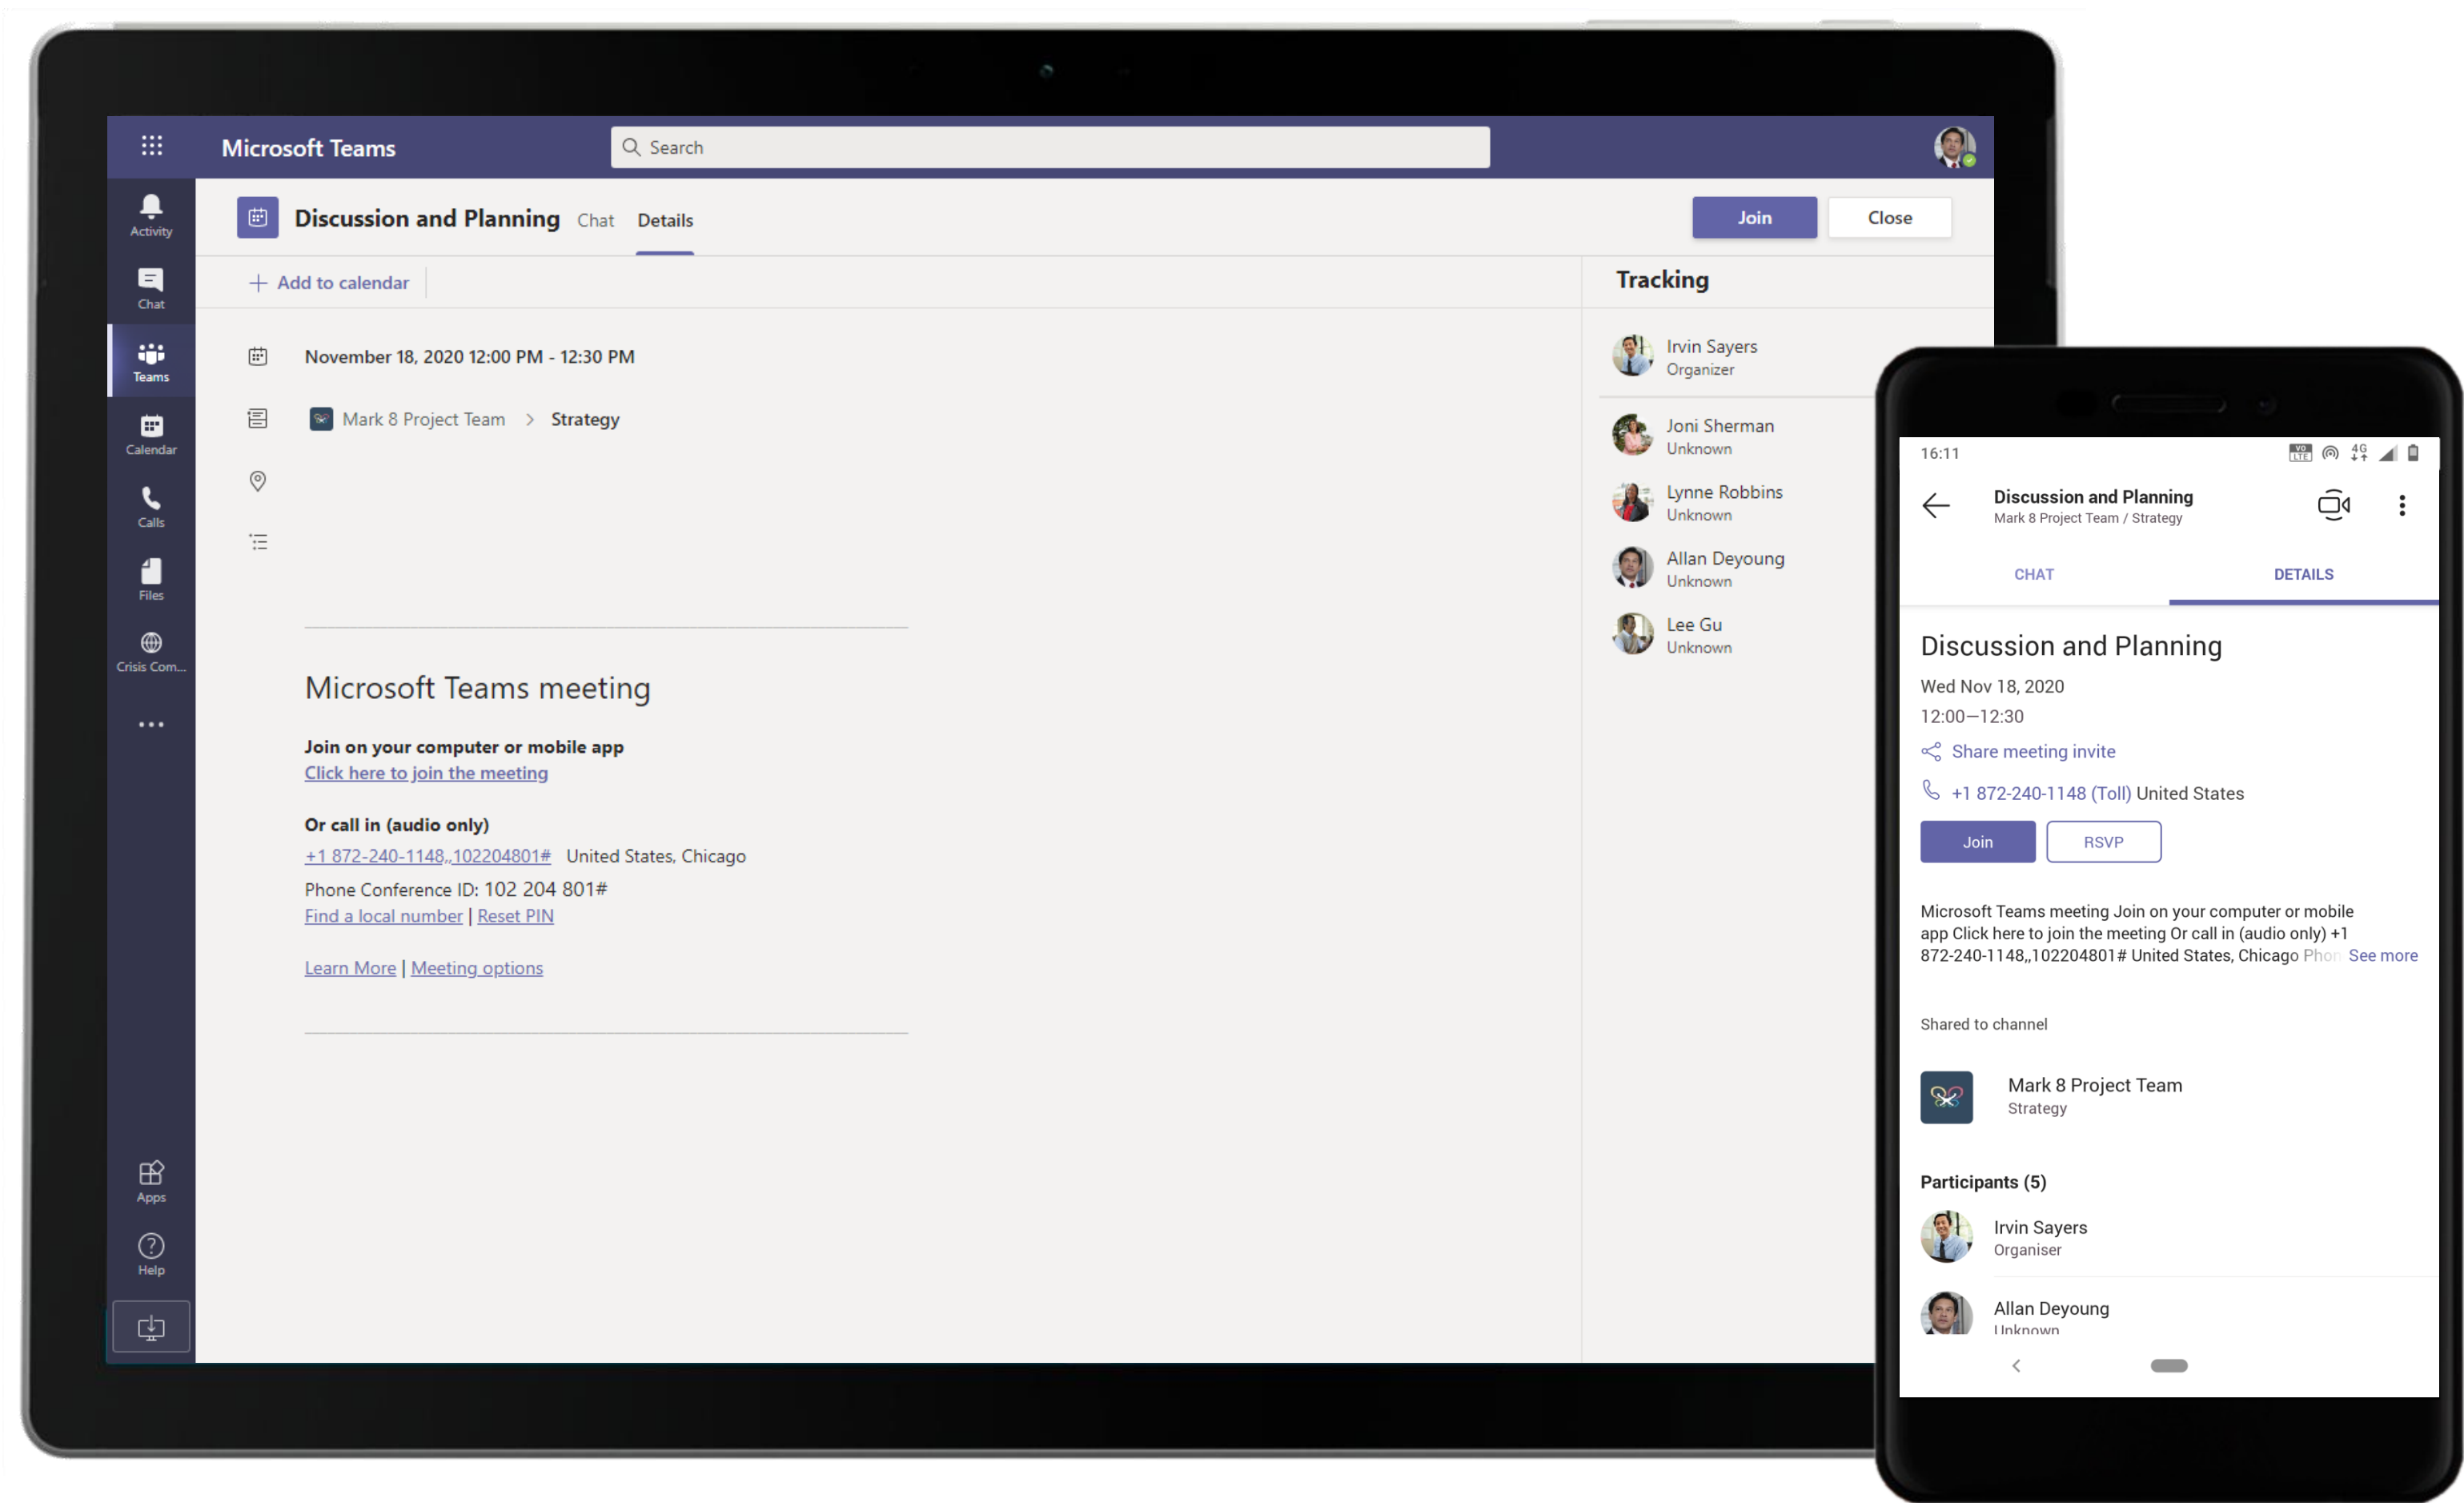 Microsoft Teams
Search
Activity
Chat
Teams
Calendar
Calls
Files
Crisis Com...
Apps
Help
Discussion and Planning Chat Details
Join
Close
Add to calendar
November 18, 2020 12:00 PM - 12:30 PM
Mark 8 Project Team > Strategy
Microsoft Teams meeting
Join on your computer or mobile app
Click here to join the meeting
Or call in (audio only)
+1 872-240-1148,,102204801# United States, Chicago
Phone Conference ID: 102 204 801#
Find a local number | Reset PIN
Learn More | Meeting options
Tracking
Irvin Sayers
Organizer
Joni Sherman
Unknown
Lynne Robbins
Unknown
Allan Deyoung
Unknown
Lee Gu
Unknown
16:11
VO LTE 4G
Discussion and Planning
Mark 8 Project Team / Strategy
CHAT DETAILS
Discussion and Planning
Wed Nov 18, 2020
12:00—12:30
Share meeting invite
+1 872-240-1148 (Toll) United States
Join RSVP
Microsoft Teams meeting Join on your computer or mobile
app Click here to join the meeting Or call in (audio only) +1
872-240-1148,,102204801# United States, Chicago Phon See more
Shared to channel
Mark 8 Project Team
Strategy
Participants (5)
Irvin Sayers
Organiser
Allan Deyoung
Unknown